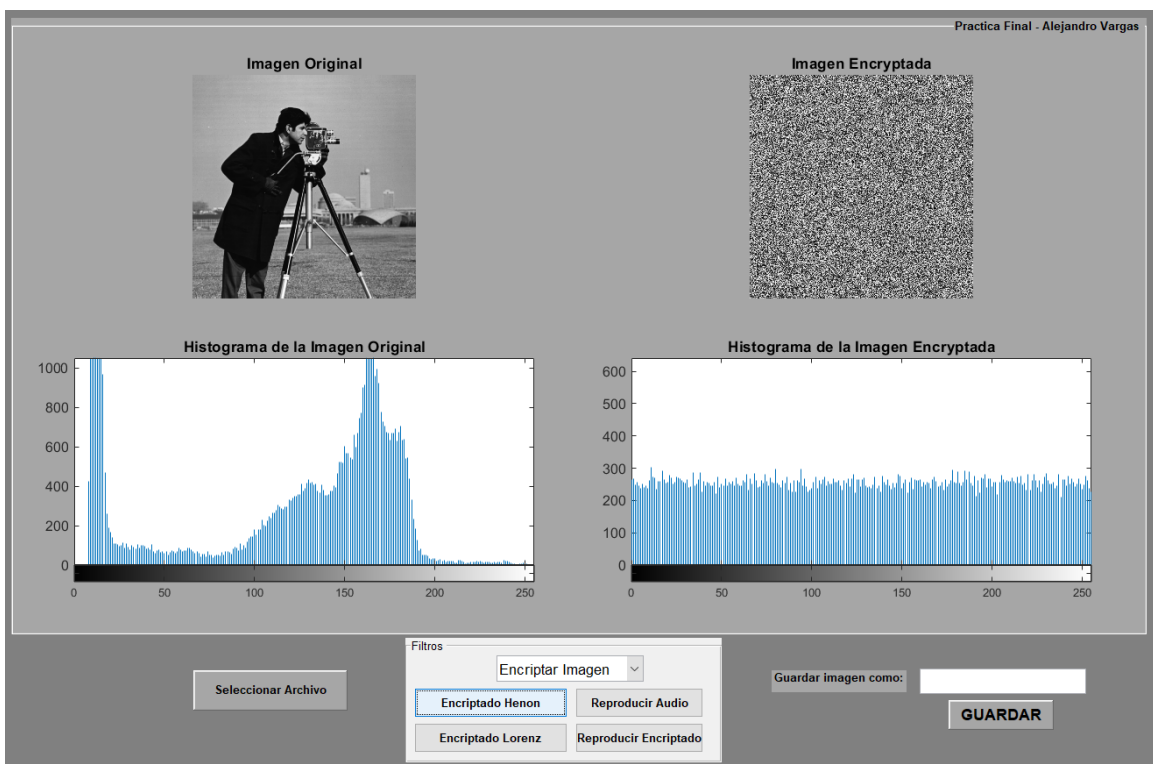 Practica Final - Alejandro Vargas
Imagen Original
Imagen Encryptada
Histograma de la Imagen Original
1000
800
600
400
200
0
0 50 100 150 200 250
Histograma de la Imagen Encryptada
600
500
400
300
200
100
0
0 50 100 150 200 250
Seleccionar Archivo
Filtros
Encriptar Imagen
Encriptado Henon
Reproducir Audio
Encriptado Lorenz
Reproducir Encriptado
Guardar imagen como:
GUARDAR